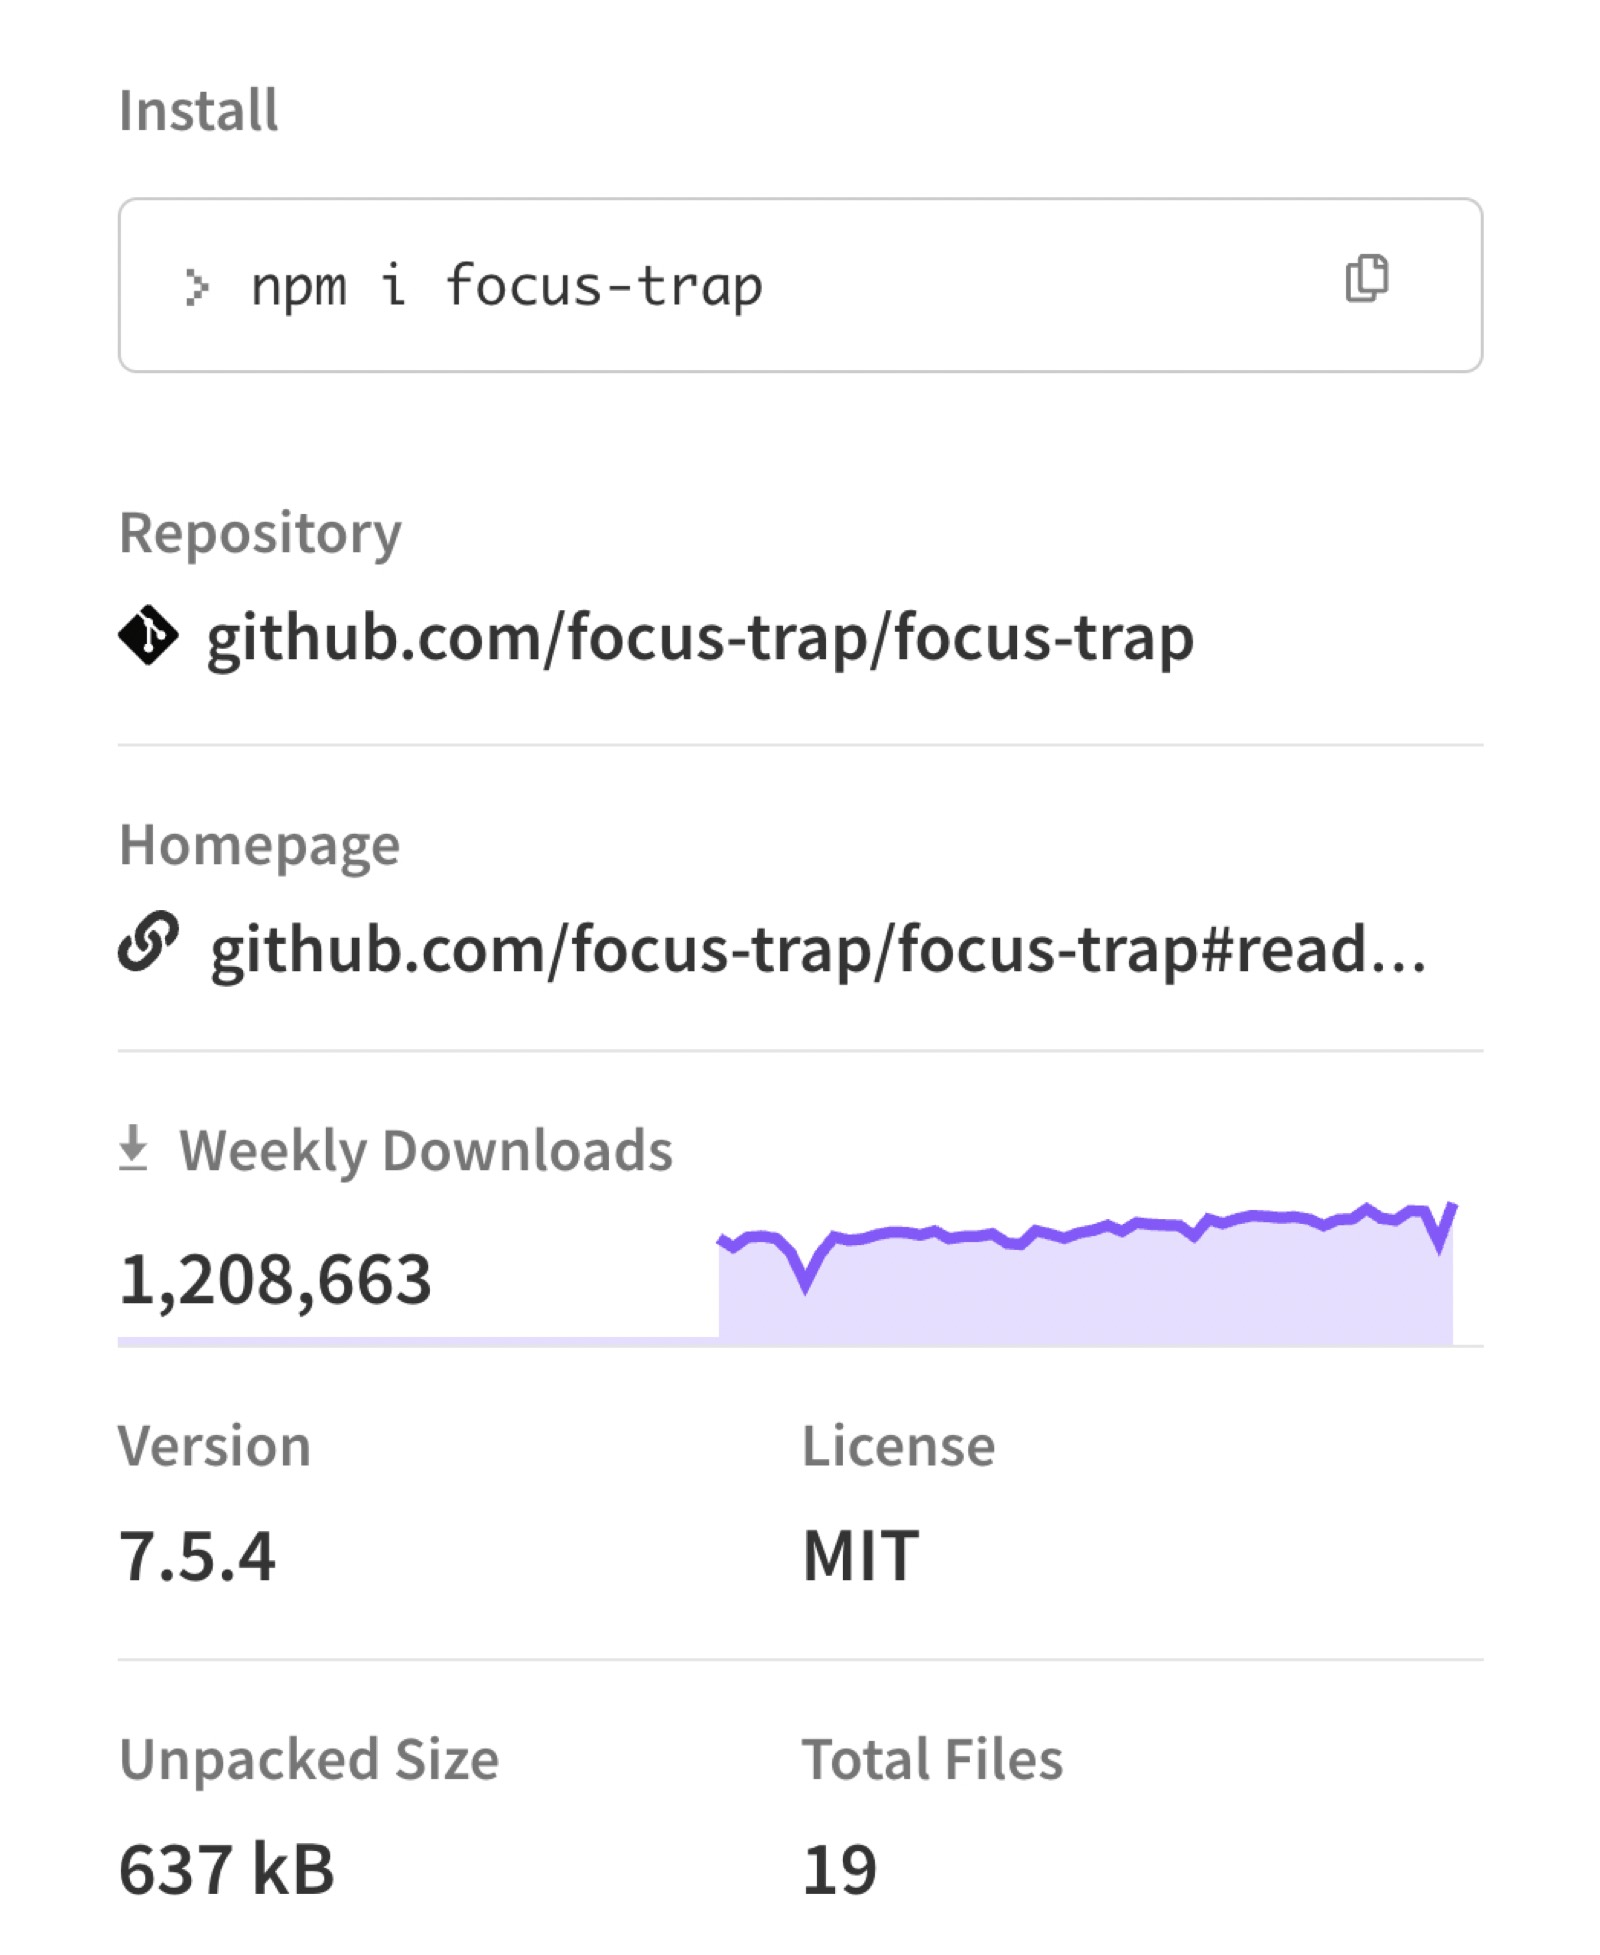 Install
npm i focus-trap
Repository
github.com/focus-trap/focus-trap
Homepage
github.com/focus-trap/focus-trap#read...
Weekly Downloads
1,208,663
Version
License
7.5.4
MIT
Unpacked Size
Total Files
637 kB
19